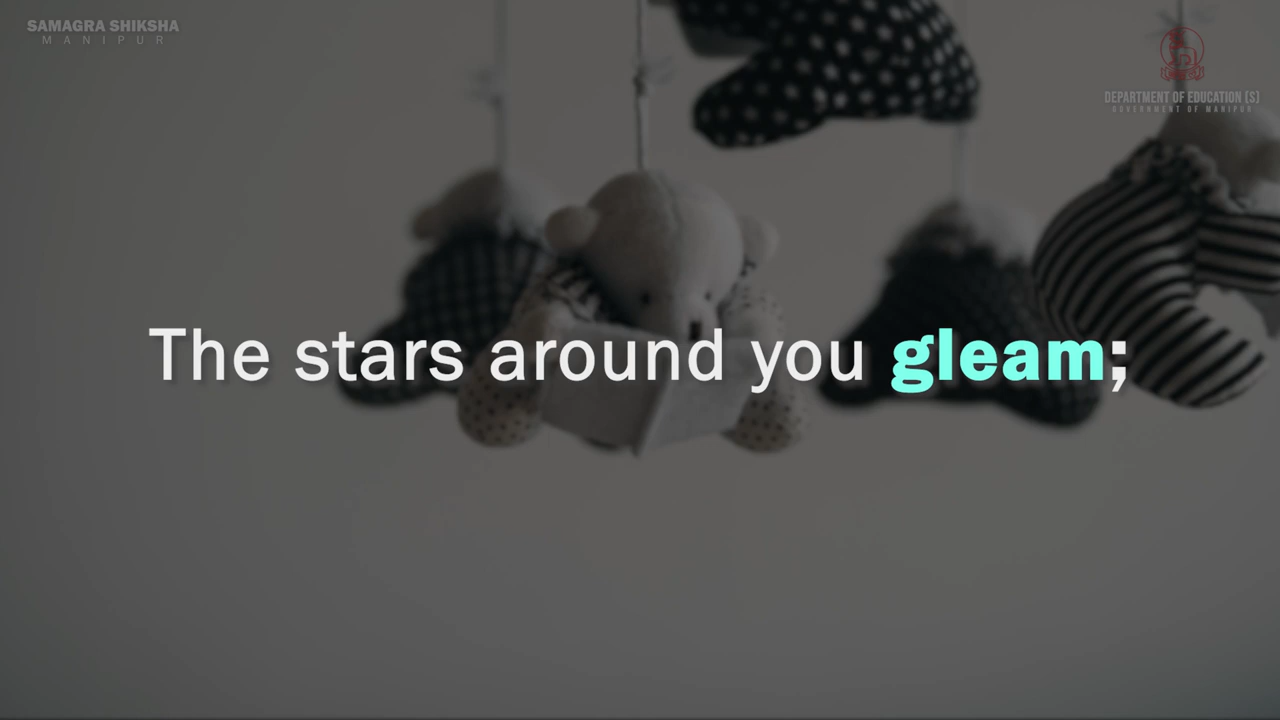 SAMAGRA SHIKSHA
MANIPUR
DEPARTMENT OF EDUCATION (S)
GOVERNMENT OF MANIPUR
The stars around you gleam;